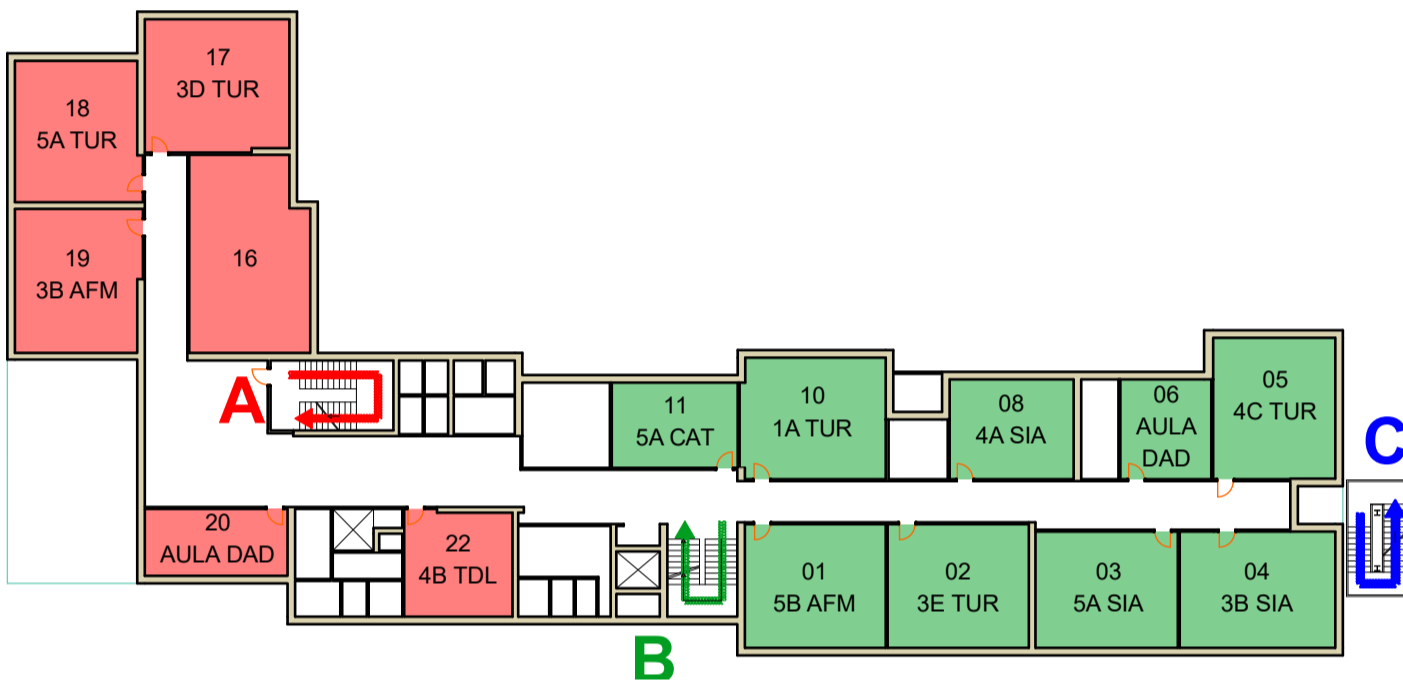 17
3D TUR
18
5A TUR
19
3B AFM
16
A
11
5A CAT
10
1A TUR
08
4A SIA
06
AULA
DAD
05
4C TUR
C
20
AULA DAD
22
4B TDL
01
5B AFM
02
3E TUR
03
5A SIA
04
3B SIA
B